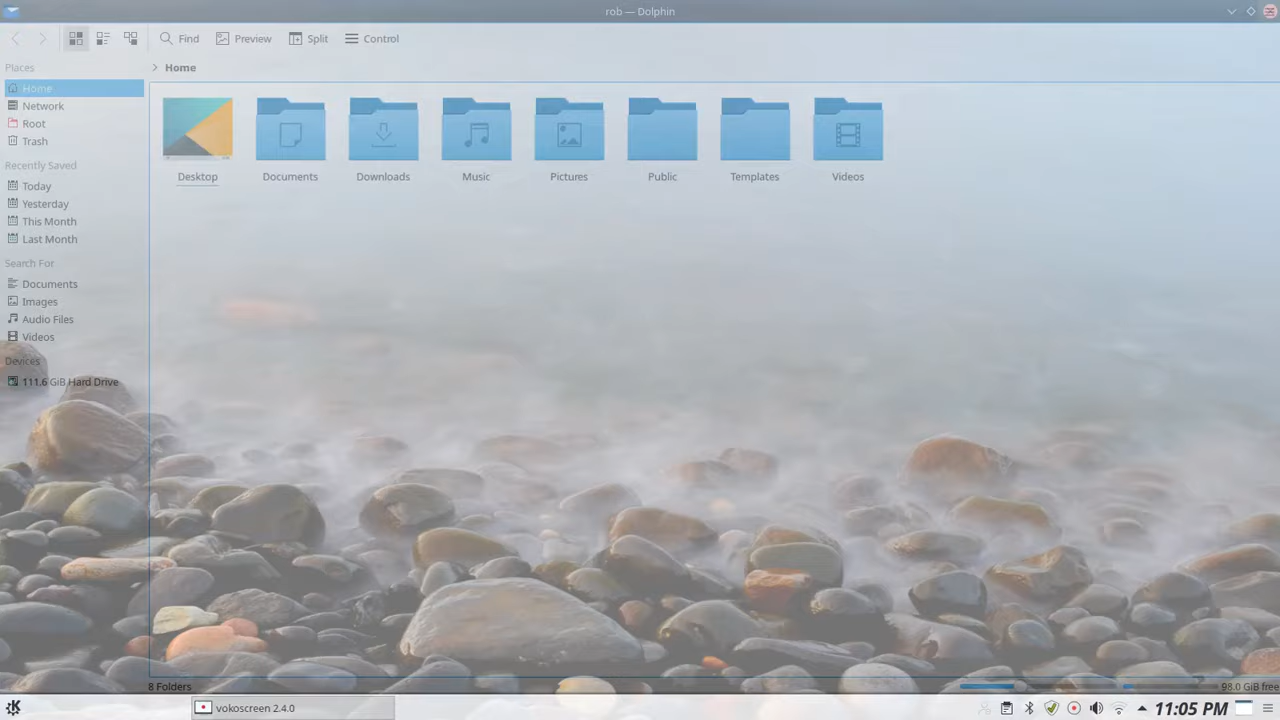 rob — Dolphin
Find Preview Split Control
Places
Home
Home
Network
Root
Trash
Recently Saved
Today
Yesterday
This Month
Last Month
Search For
Documents
Images
Audio Files
Videos
Devices
111.6 GiB Hard Drive
Desktop Documents Downloads Music Pictures Public Templates Videos
8 Folders
98.0 GiB free
vokoscreen 2.4.0
11:05 PM